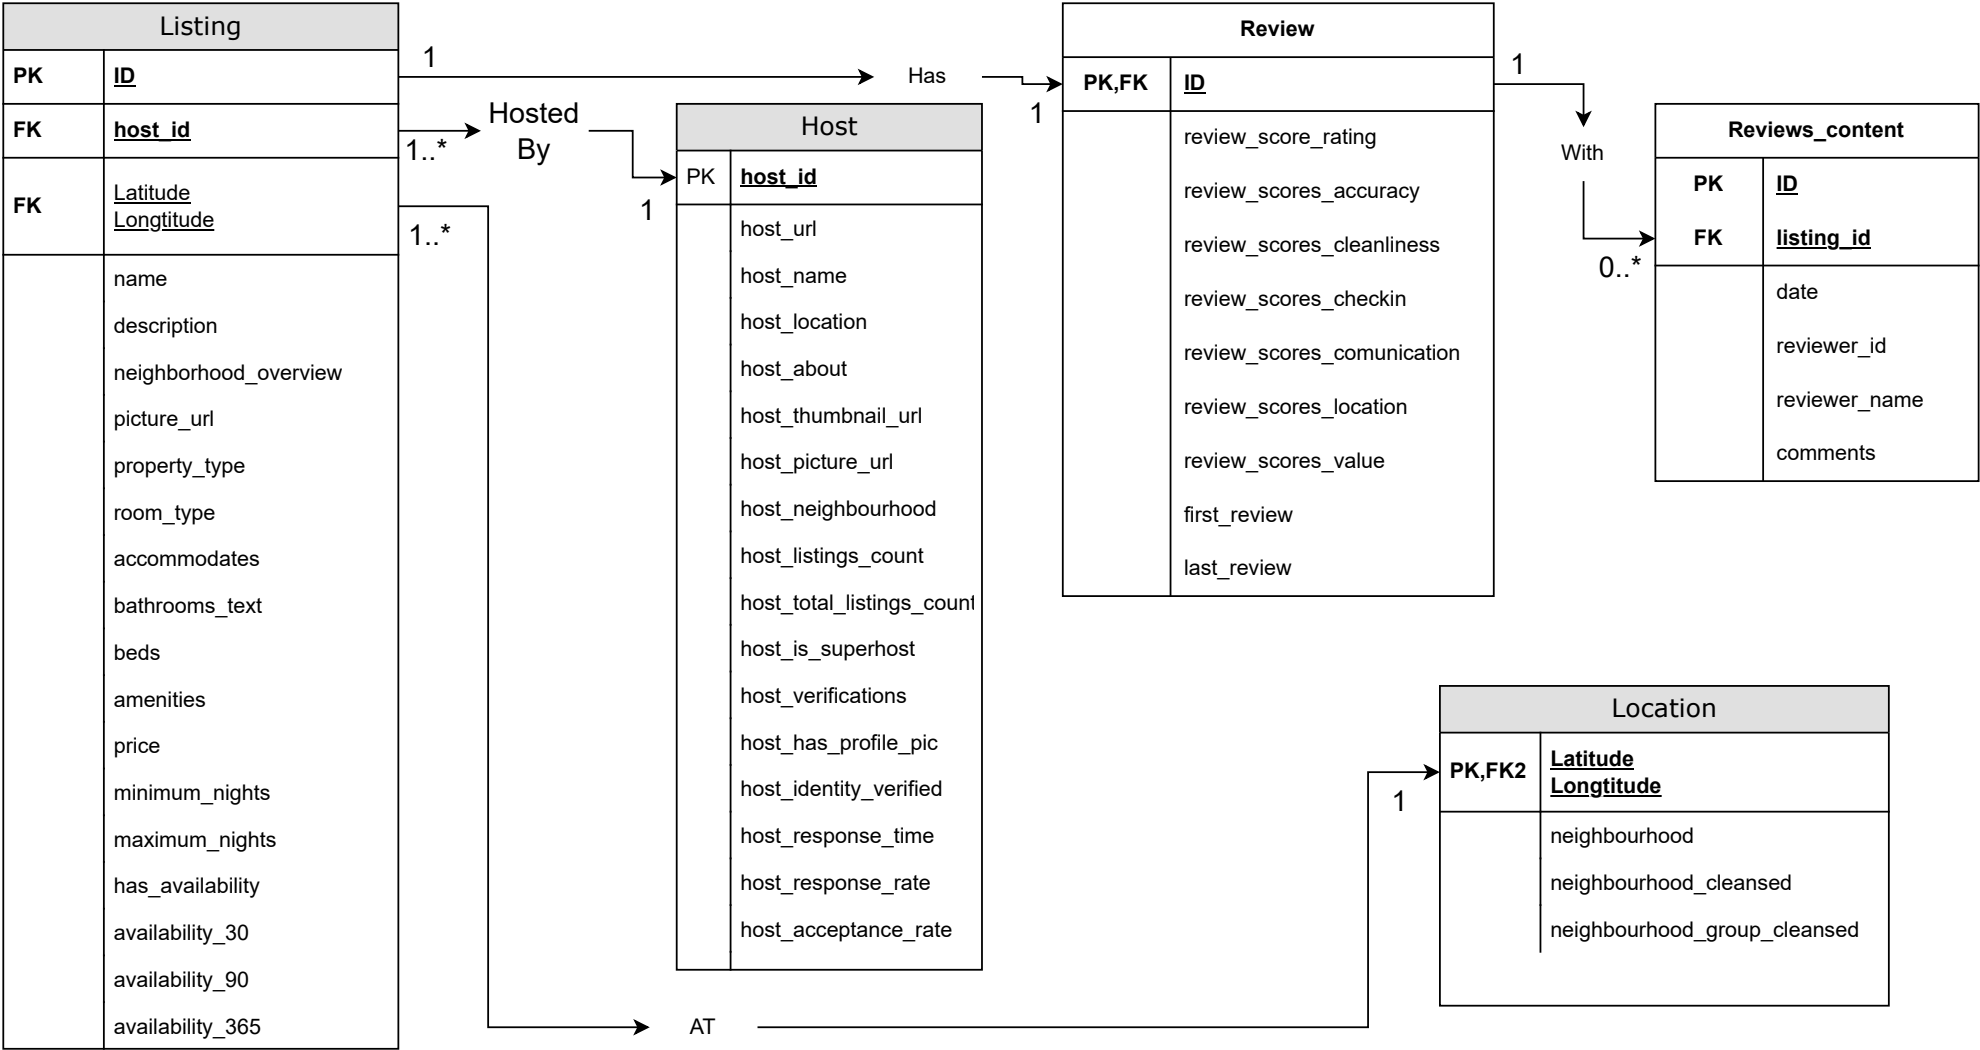 Listing
PK ID
FK host_id
FK Latitude
Longtitude
name
description
neighborhood_overview
picture_url
property_type
room_type
accommodates
bathrooms_text
beds
amenities
price
minimum_nights
maximum_nights
has_availability
availability_30
availability_90
availability_365
1
Has
1
1..*
Hosted
By
1
1..*
AT
1
Host
PK host_id
host_url
host_name
host_location
host_about
host_thumbnail_url
host_picture_url
host_neighbourhood
host_listings_count
host_total_listings_count
host_is_superhost
host_verifications
host_has_profile_pic
host_identity_verified
host_response_time
host_response_rate
host_acceptance_rate
Review
PK,FK ID
review_score_rating
review_scores_accuracy
review_scores_cleanliness
review_scores_checkin
review_scores_comunication
review_scores_location
review_scores_value
first_review
last_review
1
With
0..*
Reviews_content
PK ID
FK listing_id
date
reviewer_id
reviewer_name
comments
Location
PK,FK2 Latitude
Longtitude
neighbourhood
neighbourhood_cleansed
neighbourhood_group_cleansed